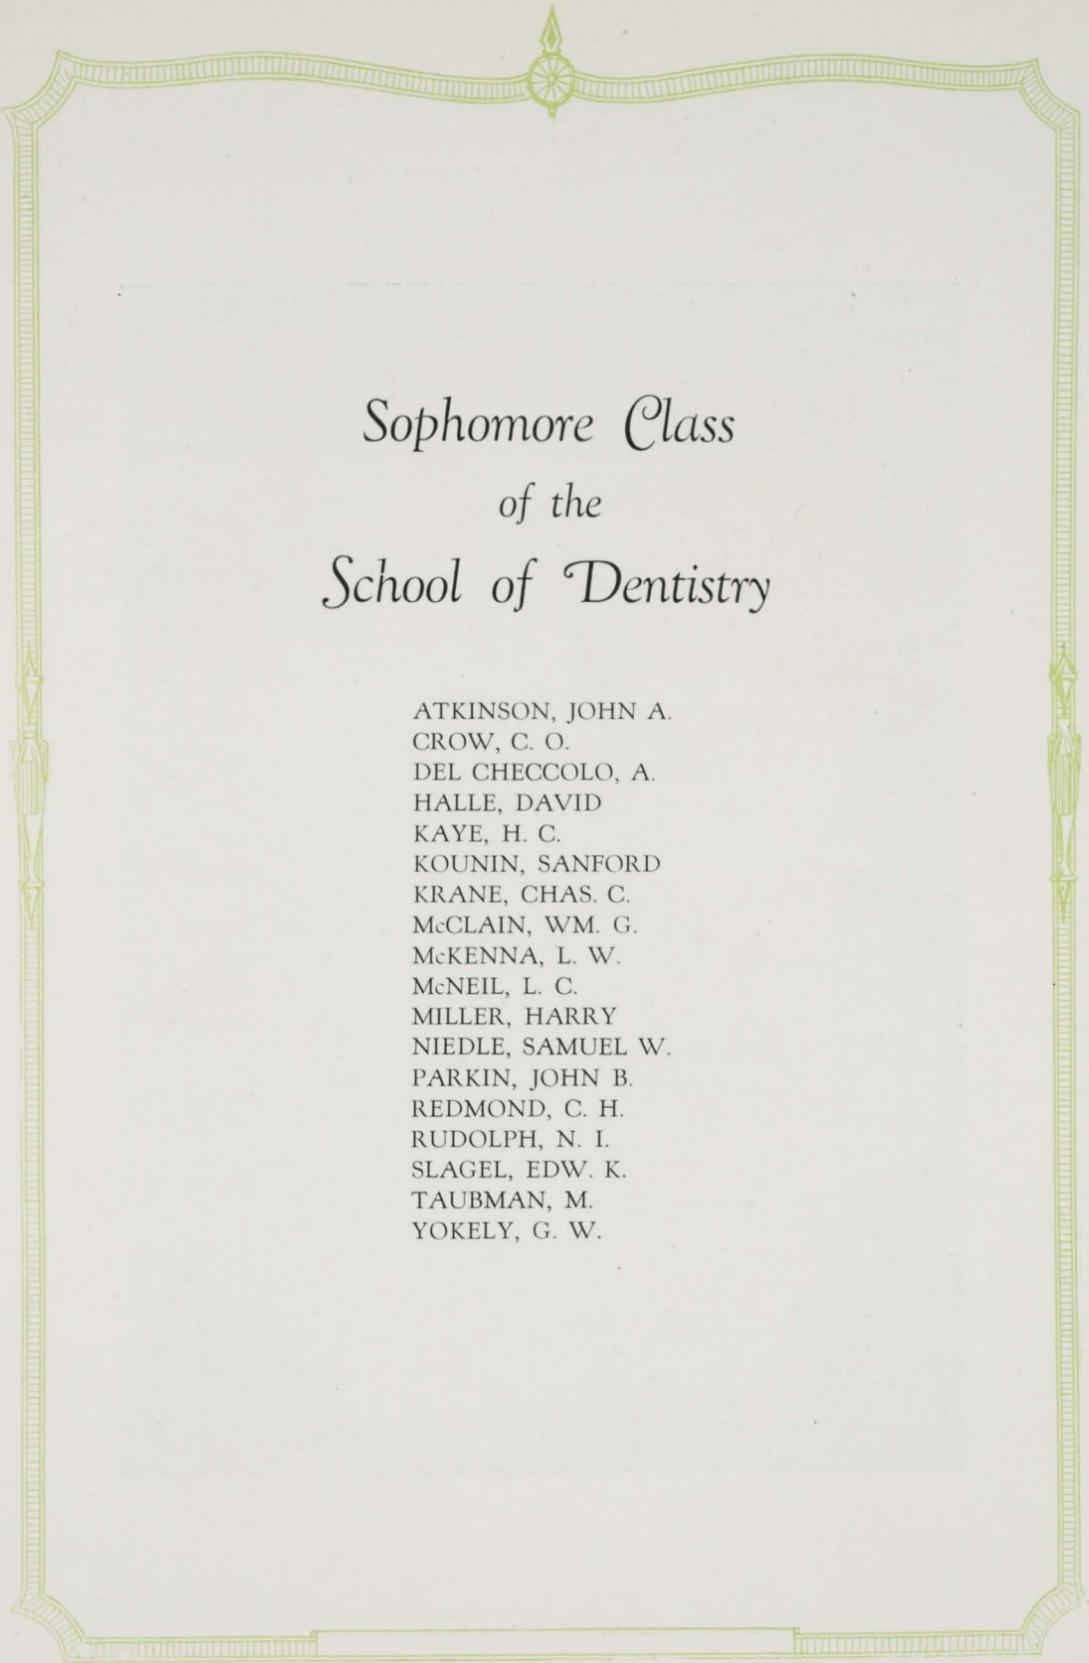 Sophomore Class
of the
School of Dentistry
ATKINSON, JOHN A.
CROW, C. O.
DEL CHECCOLO, A.
HALLE, DAVID
KAYE, H. C.
KOUNIN, SANFORD
KRANE, CHAS. C.
McCLAIN, WM. G.
McKENNA, L. W.
McNEIL, L. C.
MILLER, HARRY
NIEDLE, SAMUEL W.
PARKIN, JOHN B.
REDMOND, C. H.
RUDOLPH, N. I.
SLAGEL, EDW. K.
TAUBMAN, M.
YOKELY, G. W.